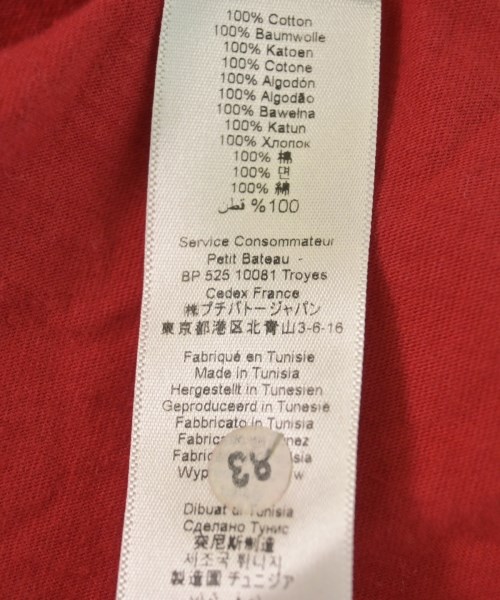 100% Cotton
100% Baumwolle
100% Katoen
100% Cotone
100% Algodón
100% Algodão
100% Bawełna
100% Katun
100% Хлопок
100% 棉
100% 면
100% 綿
100% قطن
Service Consommateur
Petit Bateau -
BP 525 10081 Troyes
Cedex France
㈱プチバトージャパン
東京都港区北青山3-6-16
Fabriqué en Tunisie
Made in Tunisia
Hergestellt in Tunesien
Geproduceerd in Tunesië
Fabbricato in Tunisia
Dibuat di Tunisia
Сделано Тунис
突尼斯制造
제조국 튀니지
製造國 チュニジア